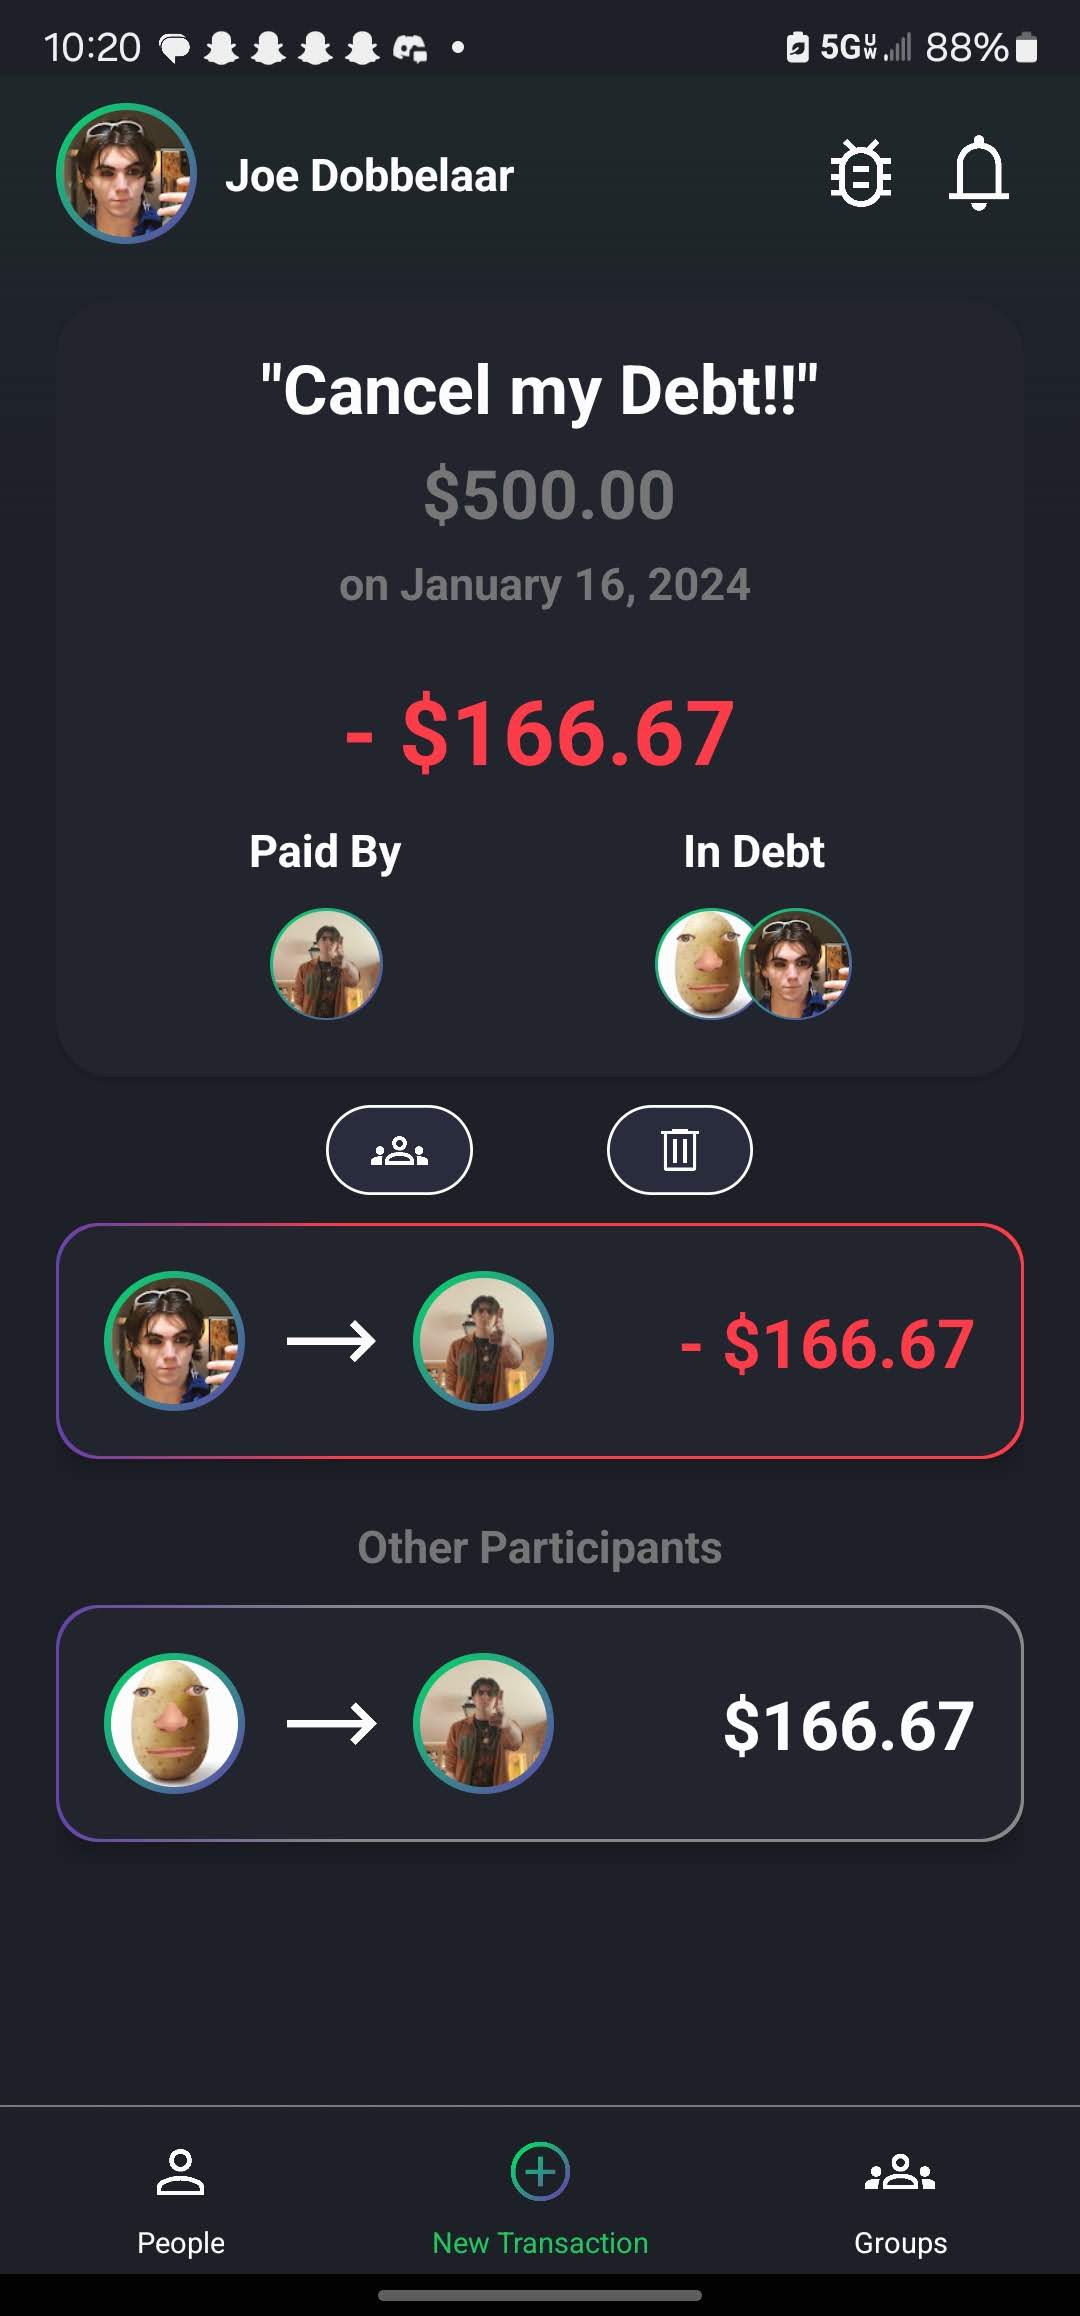 10:20 5G UW 88%
Joe Dobbelaar
"Cancel my Debt!!"
$500.00
on January 16, 2024
- $166.67
Paid By In Debt
- $166.67
Other Participants
$166.67
People New Transaction Groups